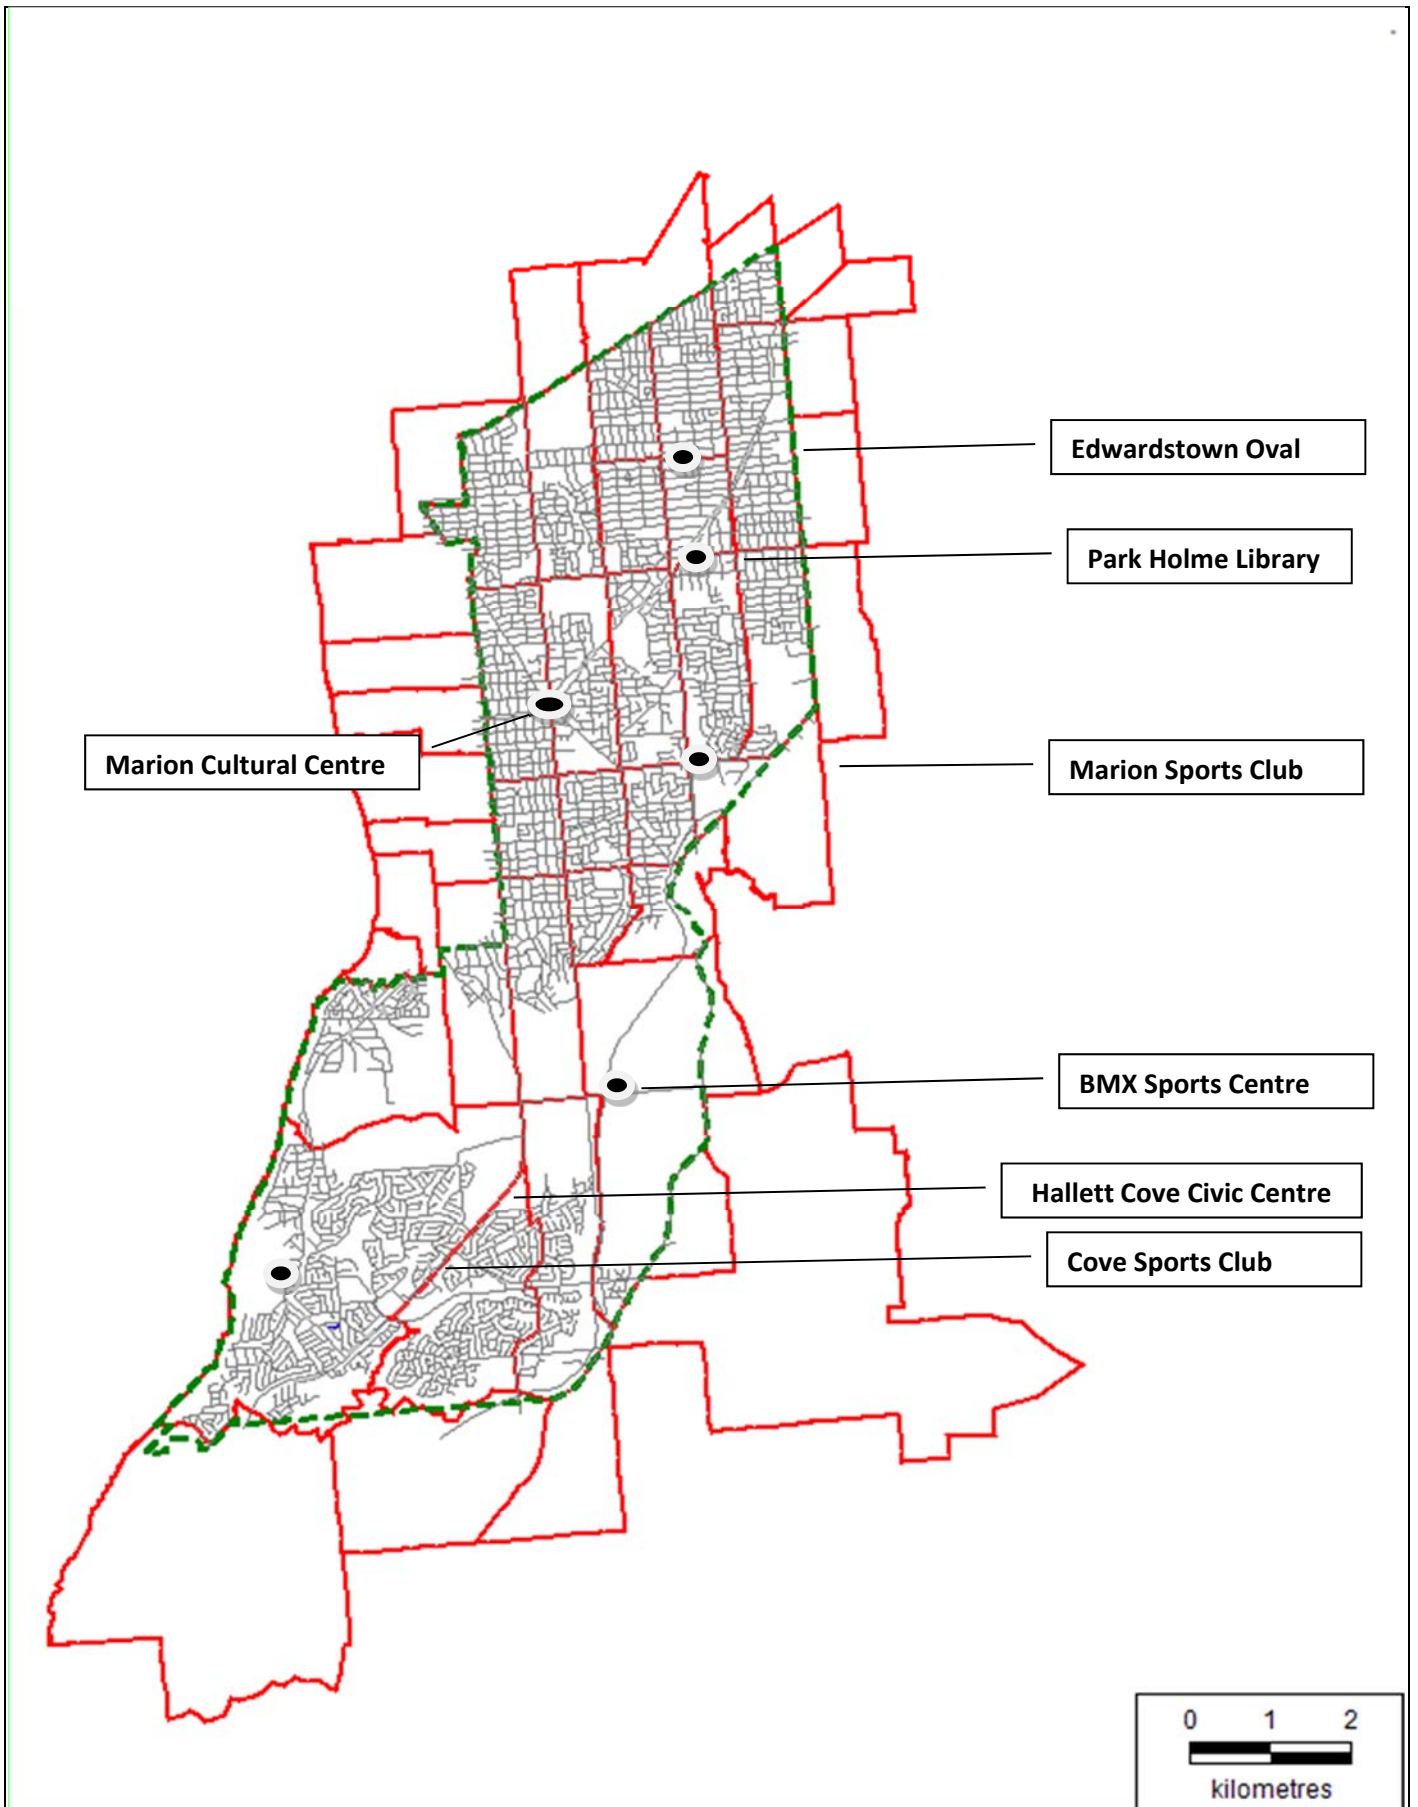 Edwardstown Oval
Park Holme Library
Marion Cultural Centre
Marion Sports Club
BMX Sports Centre
Hallett Cove Civic Centre
Cove Sports Club
0 1 2
kilometres